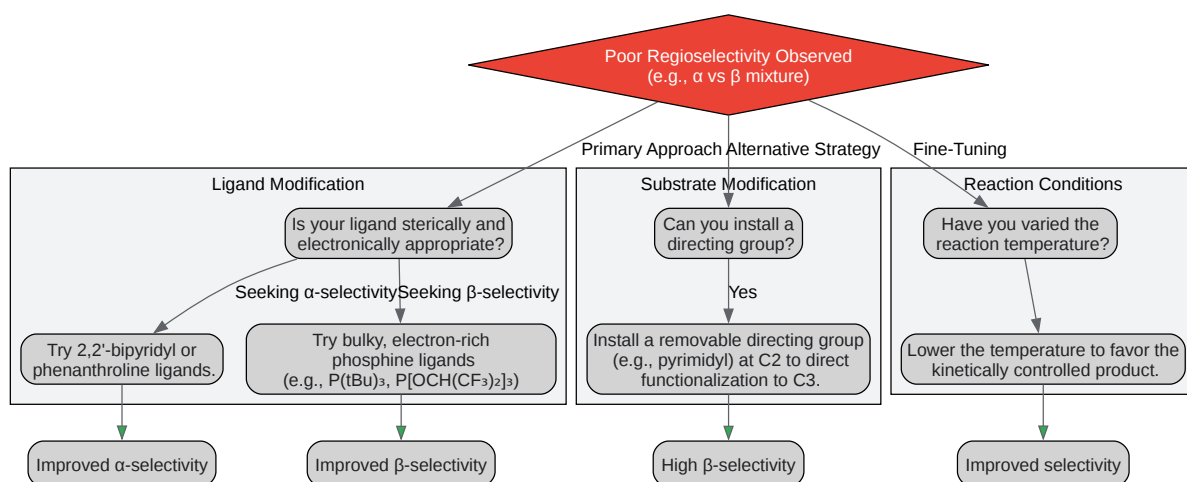 Poor Regioselectivity Observed
(e.g., α vs β mixture)
Primary Approach
Alternative Strategy
Fine-Tuning
Ligand Modification
Substrate Modification
Reaction Conditions
Is your ligand sterically and
electronically appropriate?
Can you install a
directing group?
Have you varied the
reaction temperature?
Seeking α-selectivity
Seeking β-selectivity
Yes
Try 2,2'-bipyridyl or
phenanthroline ligands.
Try bulky, electron-rich
phosphine ligands
(e.g., P(tBu)₃, P[OCH(CF₃)₂]₃)
Install a removable directing group
(e.g., pyrimidyl) at C2 to direct
functionalization to C3.
Lower the temperature to favor the
kinetically controlled product.
Improved α-selectivity
Improved β-selectivity
High β-selectivity
Improved selectivity